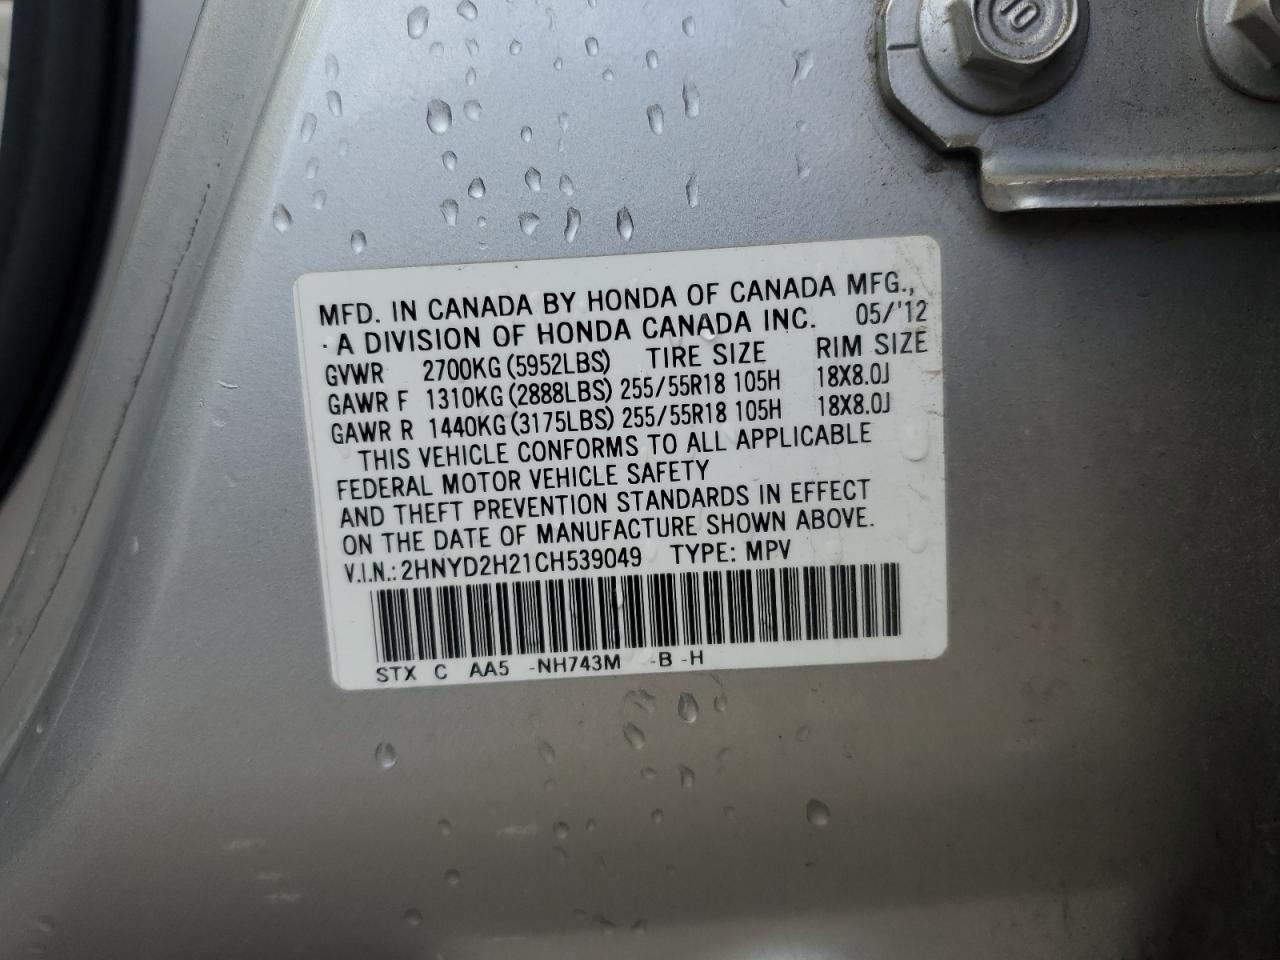 10
MFD. IN CANADA BY HONDA OF CANADA MFG.,
· A DIVISION OF HONDA CANADA INC. 05/'12
GVWR 2700KG (5952LBS) TIRE SIZE RIM SIZE
GAWR F 1310KG (2888LBS) 255/55R18 105H 18X8.0J
GAWR R 1440KG (3175LBS) 255/55R18 105H 18X8.0J
THIS VEHICLE CONFORMS TO ALL APPLICABLE
FEDERAL MOTOR VEHICLE SAFETY
AND THEFT PREVENTION STANDARDS IN EFFECT
ON THE DATE OF MANUFACTURE SHOWN ABOVE.
V.I.N.: 2HNYD2H21CH539049 TYPE: MPV
STX C AA5 -NH743M -B -H